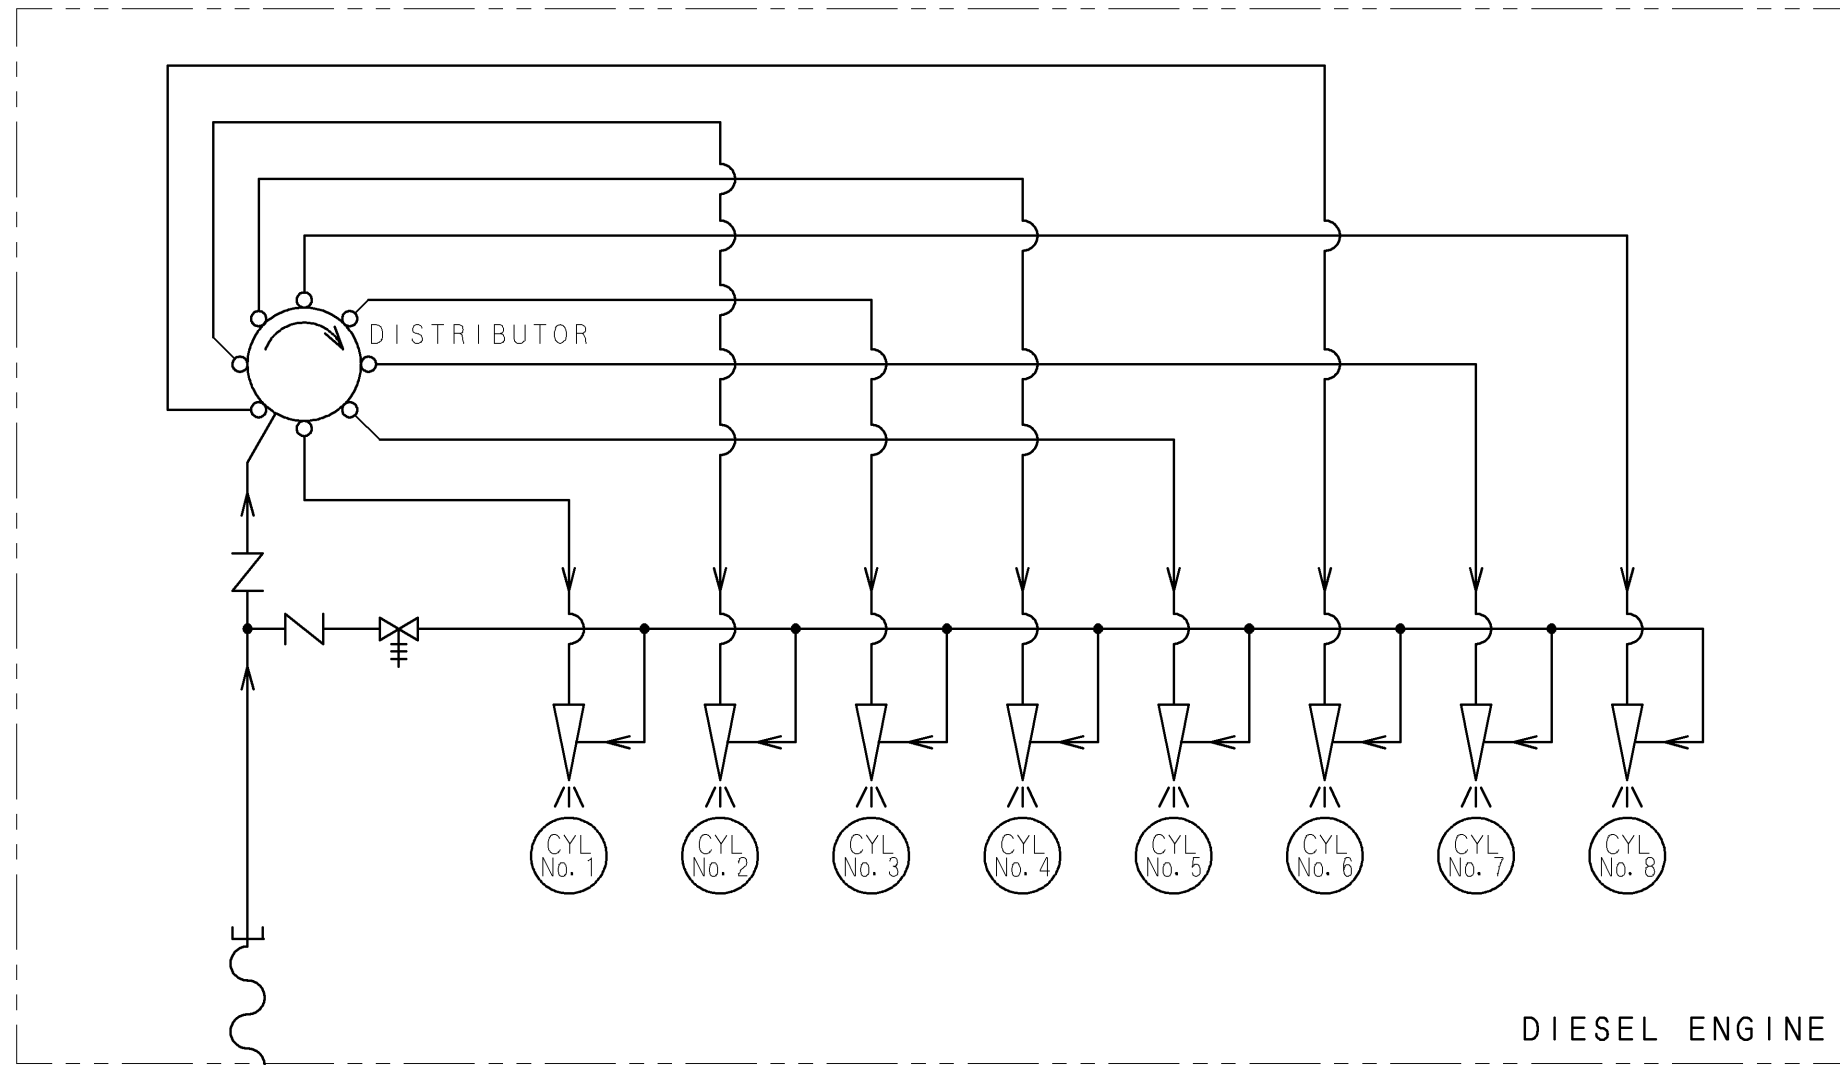 DISTRIBUTOR
CYL
No. 1
CYL
No. 2
CYL
No. 3
CYL
No. 4
CYL
No. 5
CYL
No. 6
CYL
No. 7
CYL
No. 8
DIESEL ENGINE